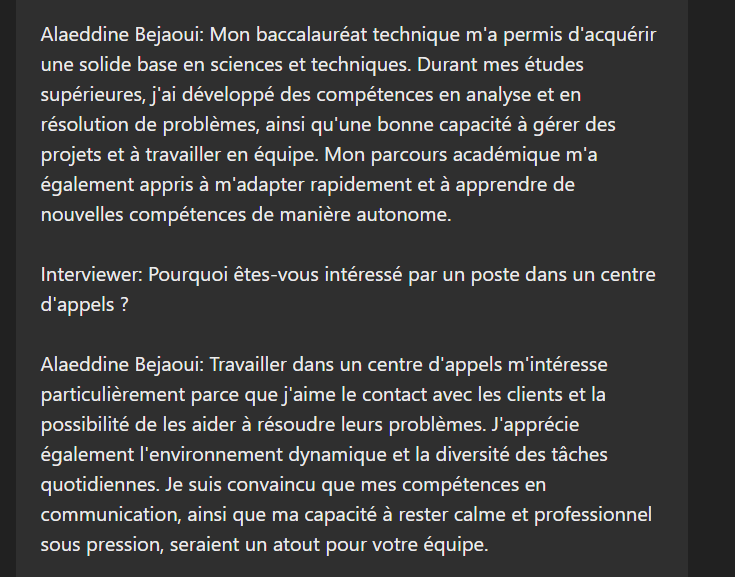 Alaeddine Bejaoui: Mon baccalauréat technique m'a permis d'acquérir
une solide base en sciences et techniques. Durant mes études
supérieures, j'ai développé des compétences en analyse et en
résolution de problèmes, ainsi qu'une bonne capacité à gérer des
projets et à travailler en équipe. Mon parcours académique m'a
également appris à m'adapter rapidement et à apprendre de
nouvelles compétences de manière autonome.
Interviewer: Pourquoi êtes-vous intéressé par un poste dans un centre
d'appels ?
Alaeddine Bejaoui: Travailler dans un centre d'appels m'intéresse
particulièrement parce que j'aime le contact avec les clients et la
possibilité de les aider à résoudre leurs problèmes. J'apprécie
également l'environnement dynamique et la diversité des tâches
quotidiennes. Je suis convaincu que mes compétences en
communication, ainsi que ma capacité à rester calme et professionnel
sous pression, seraient un atout pour votre équipe.